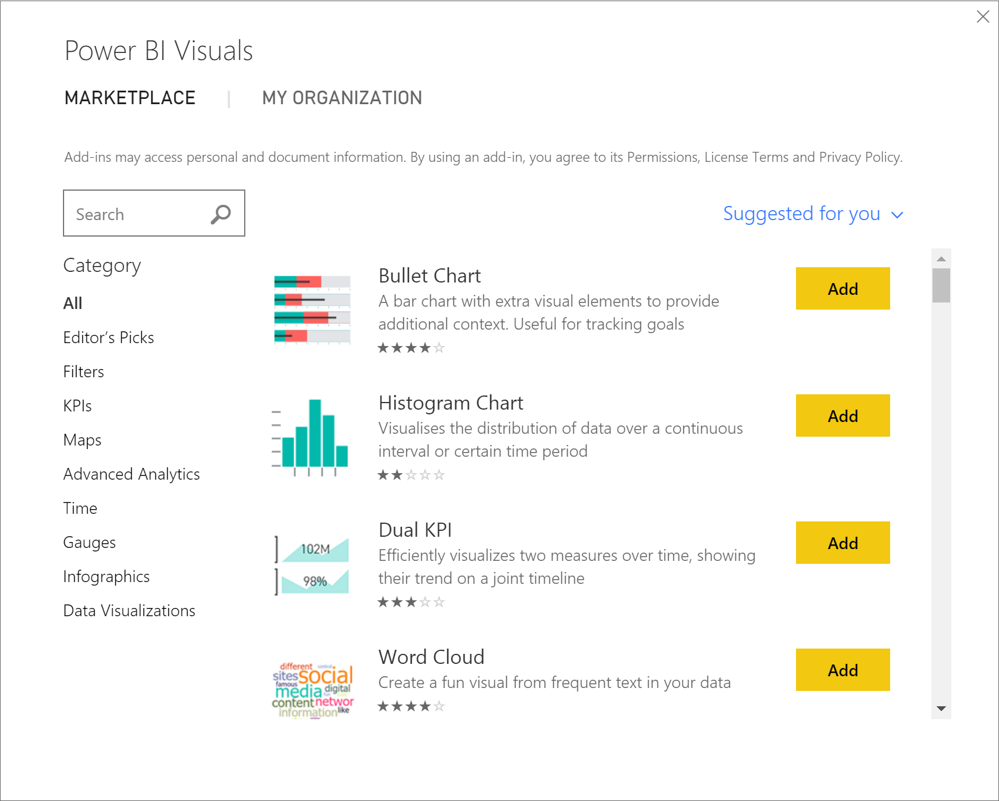 Power BI Visuals
MARKETPLACE | MY ORGANIZATION
Add-ins may access personal and document information. By using an add-in, you agree to its Permissions, License Terms and Privacy Policy.
Search
Suggested for you
Category
All
Editor’s Picks
Filters
KPIs
Maps
Advanced Analytics
Time
Gauges
Infographics
Data Visualizations
Bullet Chart
A bar chart with extra visual elements to provide
additional context. Useful for tracking goals
Add
Histogram Chart
Visualises the distribution of data over a continuous
interval or certain time period
Add
102M
98%
Dual KPI
Efficiently visualizes two measures over time, showing
their trend on a joint timeline
Add
different control
sites social
famous
media digital
content networ
information like
Word Cloud
Create a fun visual from frequent text in your data
Add